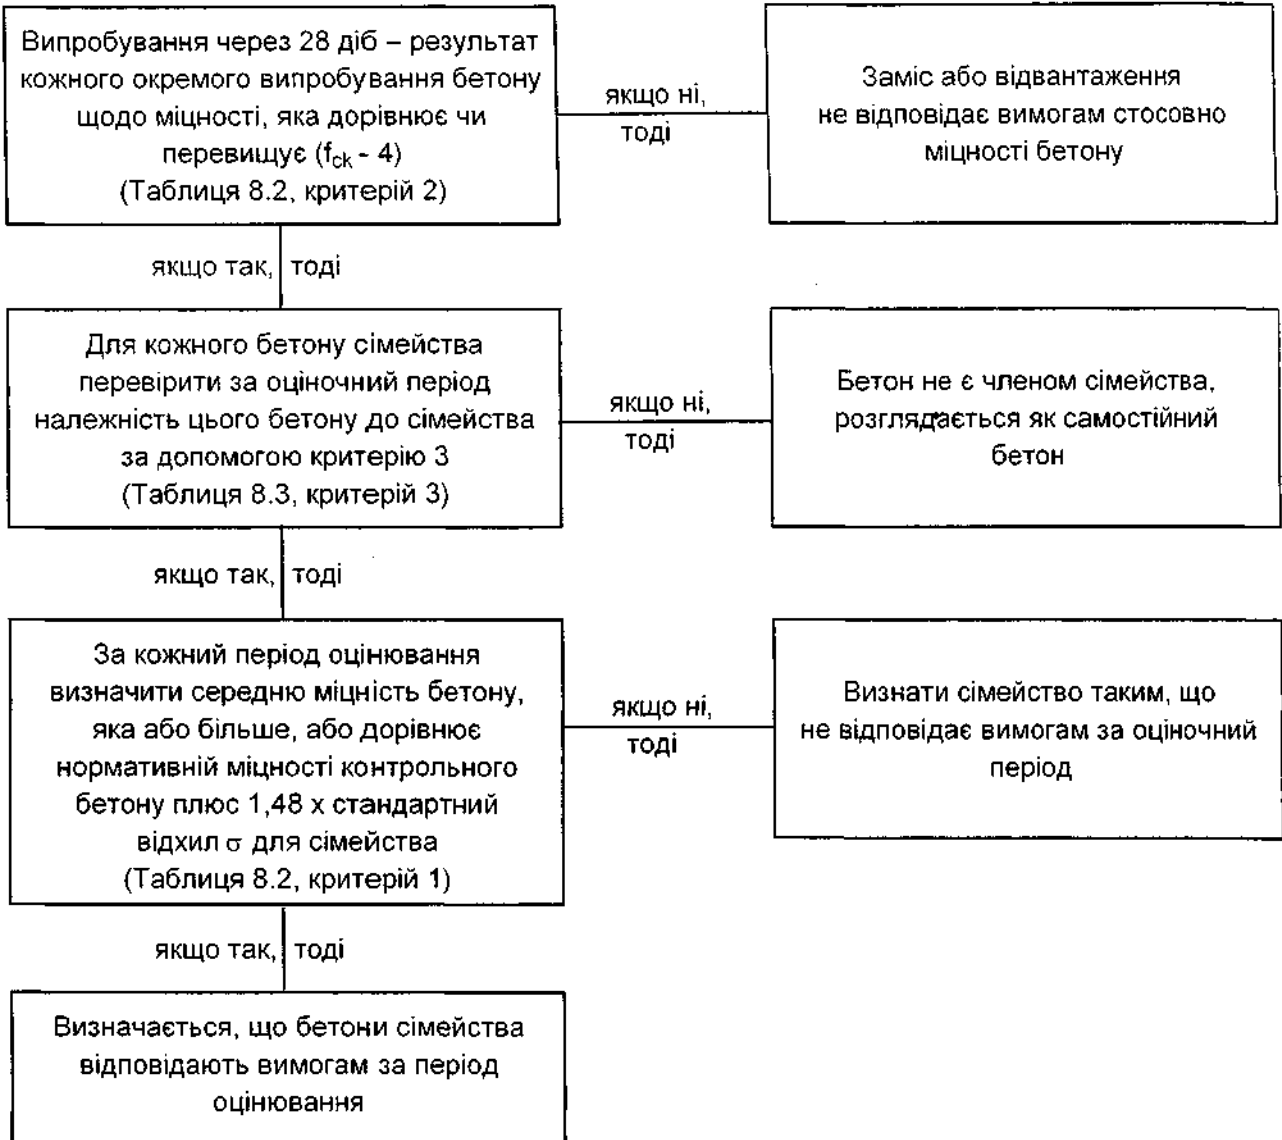 Випробування через 28 діб – результат
кожного окремого випробування бетону
щодо міцності, яка дорівнює чи
перевищує (fck - 4)
(Таблиця 8.2, критерій 2)
якщо ні,
тоді
Заміс або відвантаження
не відповідає вимогам стосовно
міцності бетону
якщо так, тоді
Для кожного бетону сімейства
перевірити за оціночний період
належність цього бетону до сімейства
за допомогою критерію 3
(Таблиця 8.3, критерій 3)
якщо ні,
тоді
Бетон не є членом сімейства,
розглядається як самостійний
бетон
якщо так, тоді
За кожний період оцінювання
визначити середню міцність бетону,
яка або більше, або дорівнює
нормативній міцності контрольного
бетону плюс 1,48 х стандартний
відхил σ для сімейства
(Таблиця 8.2, критерій 1)
якщо ні,
тоді
Визнати сімейство таким, що
не відповідає вимогам за оціночний
період
якщо так, тоді
Визначається, що бетони сімейства
відповідають вимогам за період
оцінювання